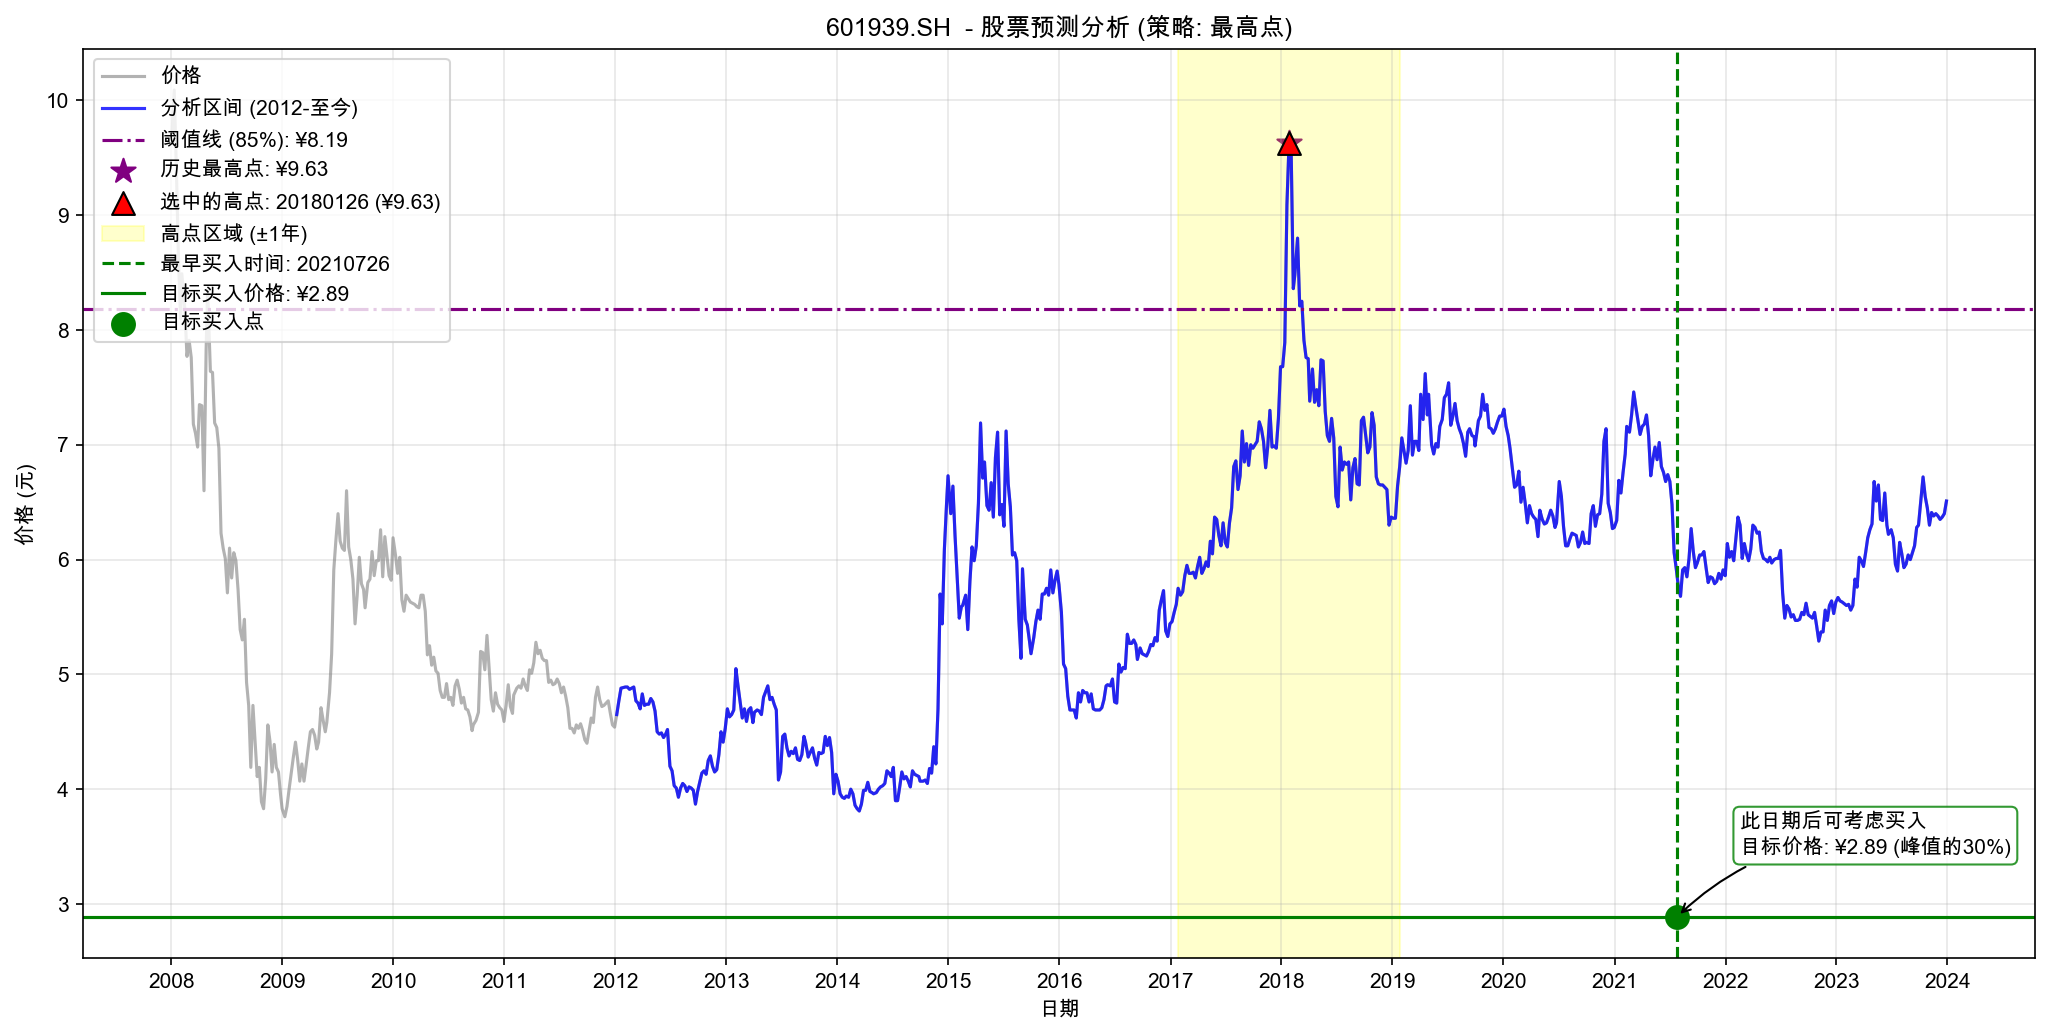 601939.SH - 股票预测分析 (策略: 最高点)
价格
分析区间 (2012-至今)
阈值线 (85%): ¥8.19
历史最高点: ¥9.63
选中的高点: 20180126 (¥9.63)
高点区域 (±1年)
最早买入时间: 20210726
目标买入价格: ¥2.89
目标买入点
价格 (元)
10
9
8
7
6
5
4
3
此日期后可考虑买入
目标价格: ¥2.89 (峰值的30%)
2008 2009 2010 2011 2012 2013 2014 2015 2016 2017 2018 2019 2020 2021 2022 2023 2024
日期